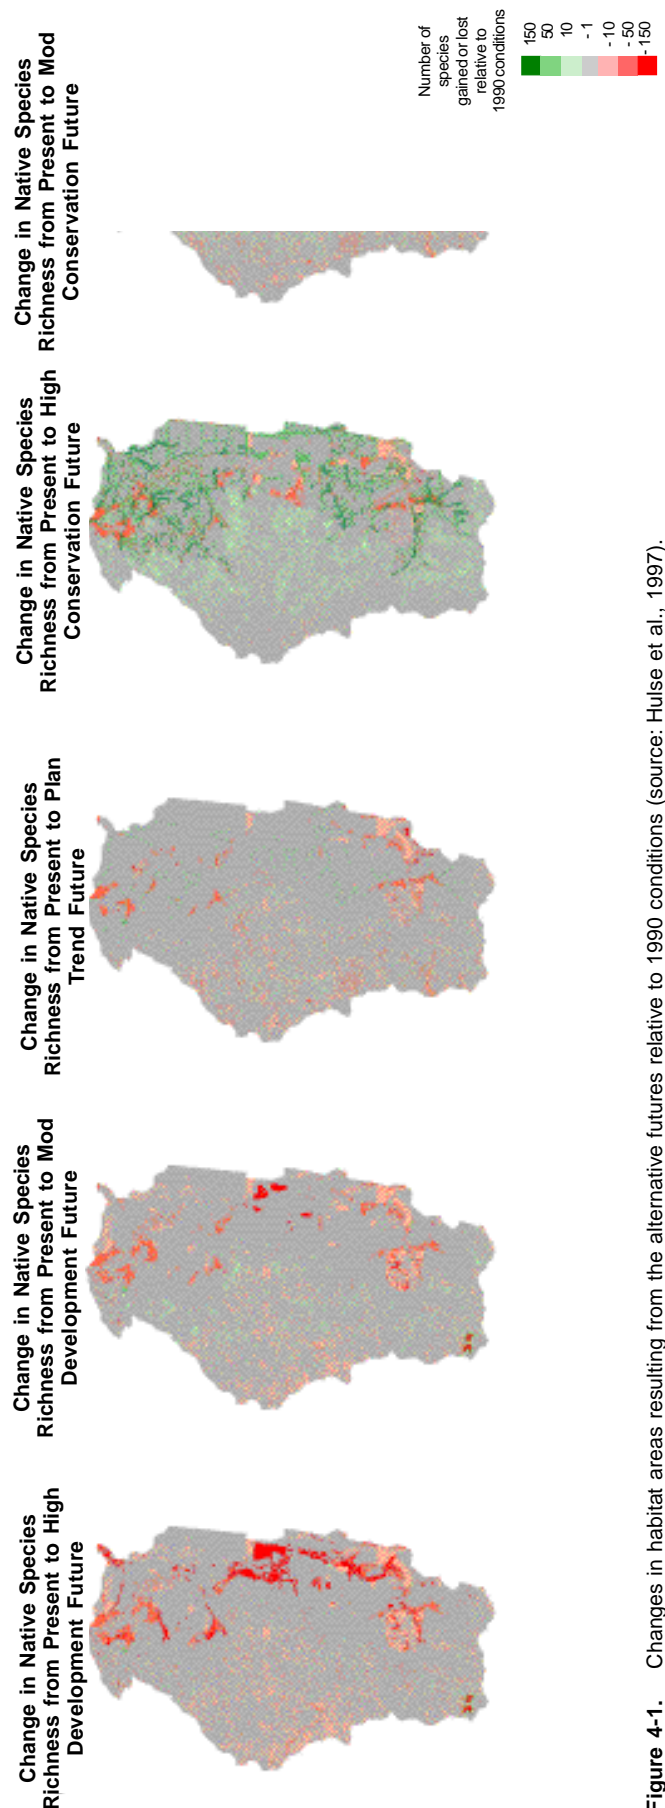 Change in Native Species
Richness from Present to High
Development Future
Change in Native Species
Richness from Present to Mod
Development Future
Change in Native Species
Richness from Present to Plan
Trend Future
Change in Native Species
Richness from Present to High
Conservation Future
Change in Native Species
Richness from Present to Mod
Conservation Future
Number of
species
gained or lost
relative to
1990 conditions
150
50
10
- 1
- 10
- 50
- 150
Figure 4-1. Changes in habitat areas resulting from the alternative futures relative to 1990 conditions (source: Hulse et al., 1997).